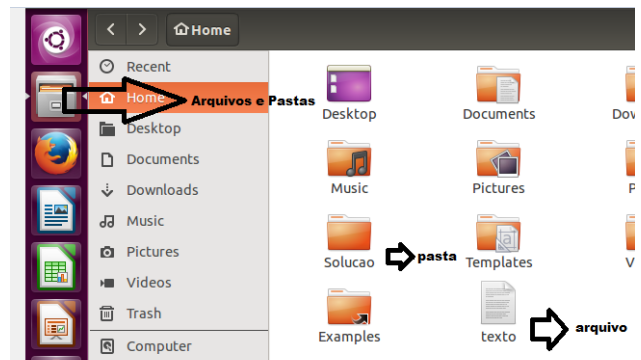 Home
Recent
Home
Arquivos e Pastas
Desktop
Documents
Downloads
Music
Pictures
Videos
Trash
Computer
Desktop
Documents
Dow
Music
Pictures
P
Solucao
pasta
Templates
V
Examples
texto
arquivo